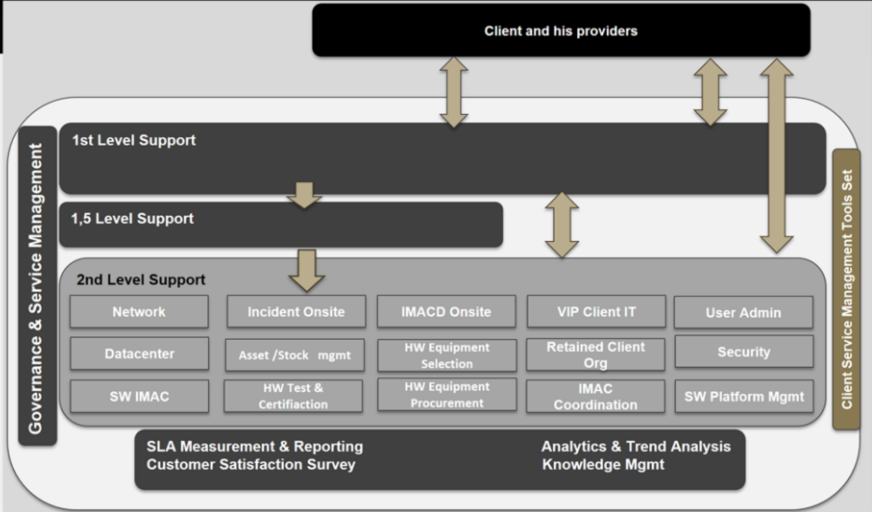 Client and his providers
Governance & Service Management
1st Level Support
1,5 Level Support
2nd Level Support
Network
Incident Onsite
IMACD Onsite
VIP Client IT
User Admin
Datacenter
Asset /Stock mgmt
HW Equipment
Selection
Retained Client
Org
Security
SW IMAC
HW Test &
Certifiaction
HW Equipment
Procurement
IMAC
Coordination
SW Platform Mgmt
Client Service Management Tools Set
SLA Measurement & Reporting
Customer Satisfaction Survey
Analytics & Trend Analysis
Knowledge Mgmt